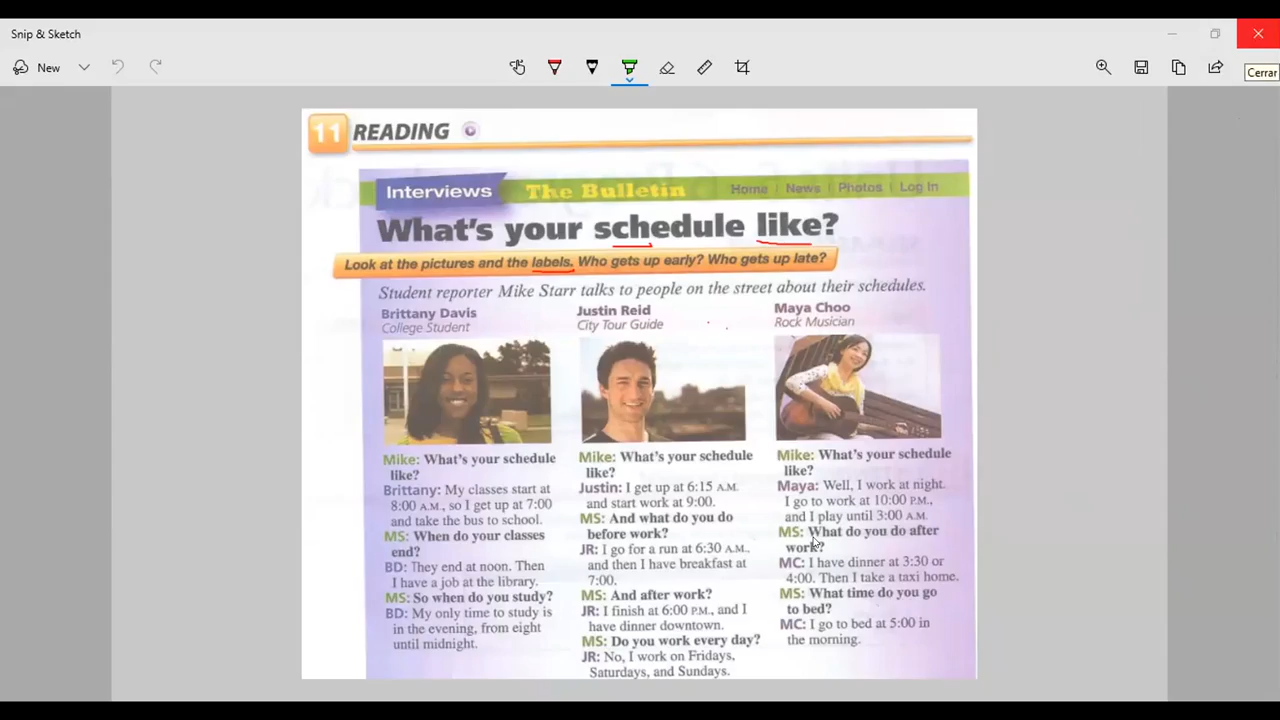 Snip & Sketch
New
Cerrar
11 READING
Interviews The Bulletin Home | News | Photos | Log In
What's your schedule like?
Look at the pictures and the labels. Who gets up early? Who gets up late?
Student reporter Mike Starr talks to people on the street about their schedules.
Brittany Davis
College Student
Mike: What's your schedule
like?
Brittany: My classes start at
8:00 A.M., so I get up at 7:00
and take the bus to school.
MS: When do your classes
end?
BD: They end at noon. Then
I have a job at the library.
MS: So when do you study?
BD: My only time to study is
in the evening, from eight
until midnight.
Justin Reid
City Tour Guide
Mike: What's your schedule
like?
Justin: I get up at 6:15 A.M.
and start work at 9:00.
MS: And what do you do
before work?
JR: I go for a run at 6:30 A.M.,
and then I have breakfast at
7:00.
MS: And after work?
JR: I finish at 6:00 P.M., and I
have dinner downtown.
MS: Do you work every day?
JR: No, I work on Fridays,
Saturdays, and Sundays.
Maya Choo
Rock Musician
Mike: What's your schedule
like?
Maya: Well, I work at night.
I go to work at 10:00 P.M.,
and I play until 3:00 A.M.
MS: What do you do after
work?
MC: I have dinner at 3:30 or
4:00. Then I take a taxi home.
MS: What time do you go
to bed?
MC: I go to bed at 5:00 in
the morning.